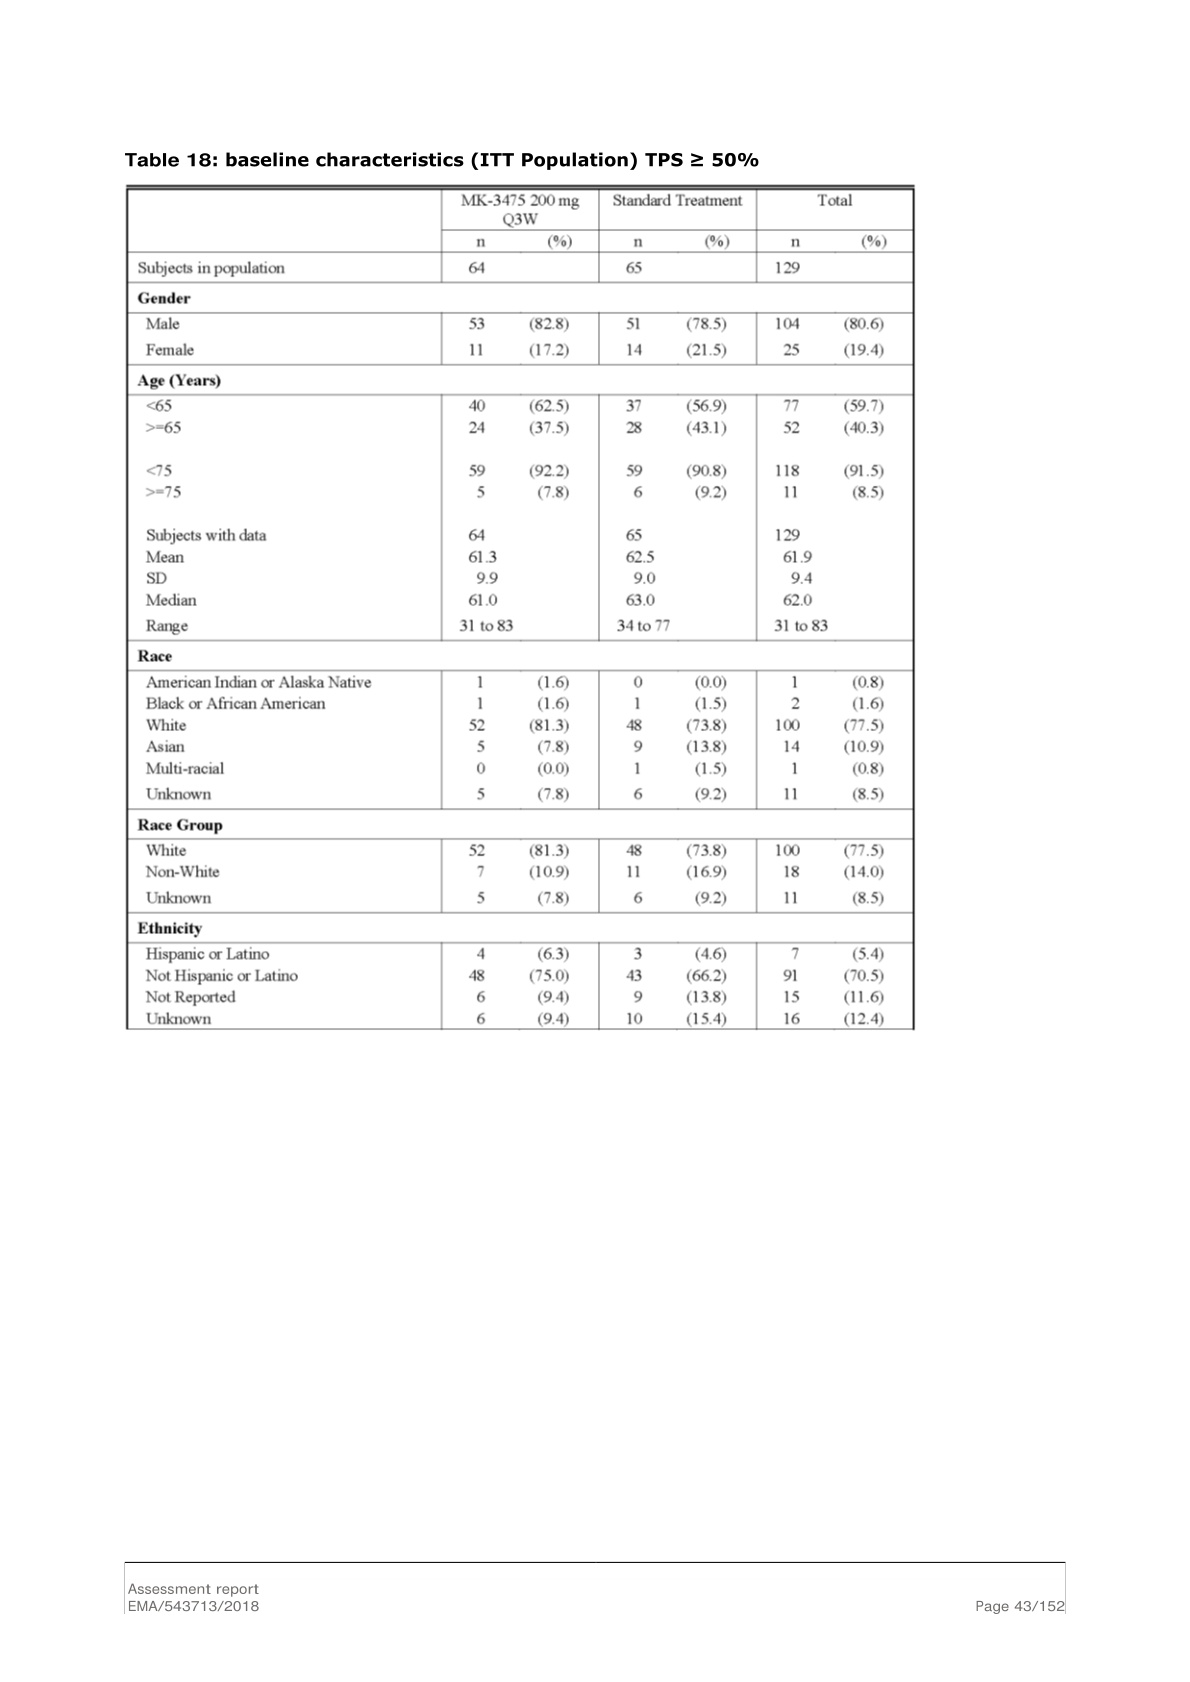 Table 18: baseline characteristics (ITT Population) TPS ≥ 50%
MK-3475 200 mg Q3W Standard Treatment Total
n (%) n (%) n (%)
Subjects in population 64 65 129
Gender
Male 53 (82.8) 51 (78.5) 104 (80.6)
Female 11 (17.2) 14 (21.5) 25 (19.4)
Age (Years)
<65 40 (62.5) 37 (56.9) 77 (59.7)
>=65 24 (37.5) 28 (43.1) 52 (40.3)
<75 59 (92.2) 59 (90.8) 118 (91.5)
>=75 5 (7.8) 6 (9.2) 11 (8.5)
Subjects with data 64 65 129
Mean 61.3 62.5 61.9
SD 9.9 9.0 9.4
Median 61.0 63.0 62.0
Range 31 to 83 34 to 77 31 to 83
Race
American Indian or Alaska Native 1 (1.6) 0 (0.0) 1 (0.8)
Black or African American 1 (1.6) 1 (1.5) 2 (1.6)
White 52 (81.3) 48 (73.8) 100 (77.5)
Asian 5 (7.8) 9 (13.8) 14 (10.9)
Multi-racial 0 (0.0) 1 (1.5) 1 (0.8)
Unknown 5 (7.8) 6 (9.2) 11 (8.5)
Race Group
White 52 (81.3) 48 (73.8) 100 (77.5)
Non-White 7 (10.9) 11 (16.9) 18 (14.0)
Unknown 5 (7.8) 6 (9.2) 11 (8.5)
Ethnicity
Hispanic or Latino 4 (6.3) 3 (4.6) 7 (5.4)
Not Hispanic or Latino 48 (75.0) 43 (66.2) 91 (70.5)
Not Reported 6 (9.4) 9 (13.8) 15 (11.6)
Unknown 6 (9.4) 10 (15.4) 16 (12.4)
Assessment report
EMA/543713/2018 Page 43/152